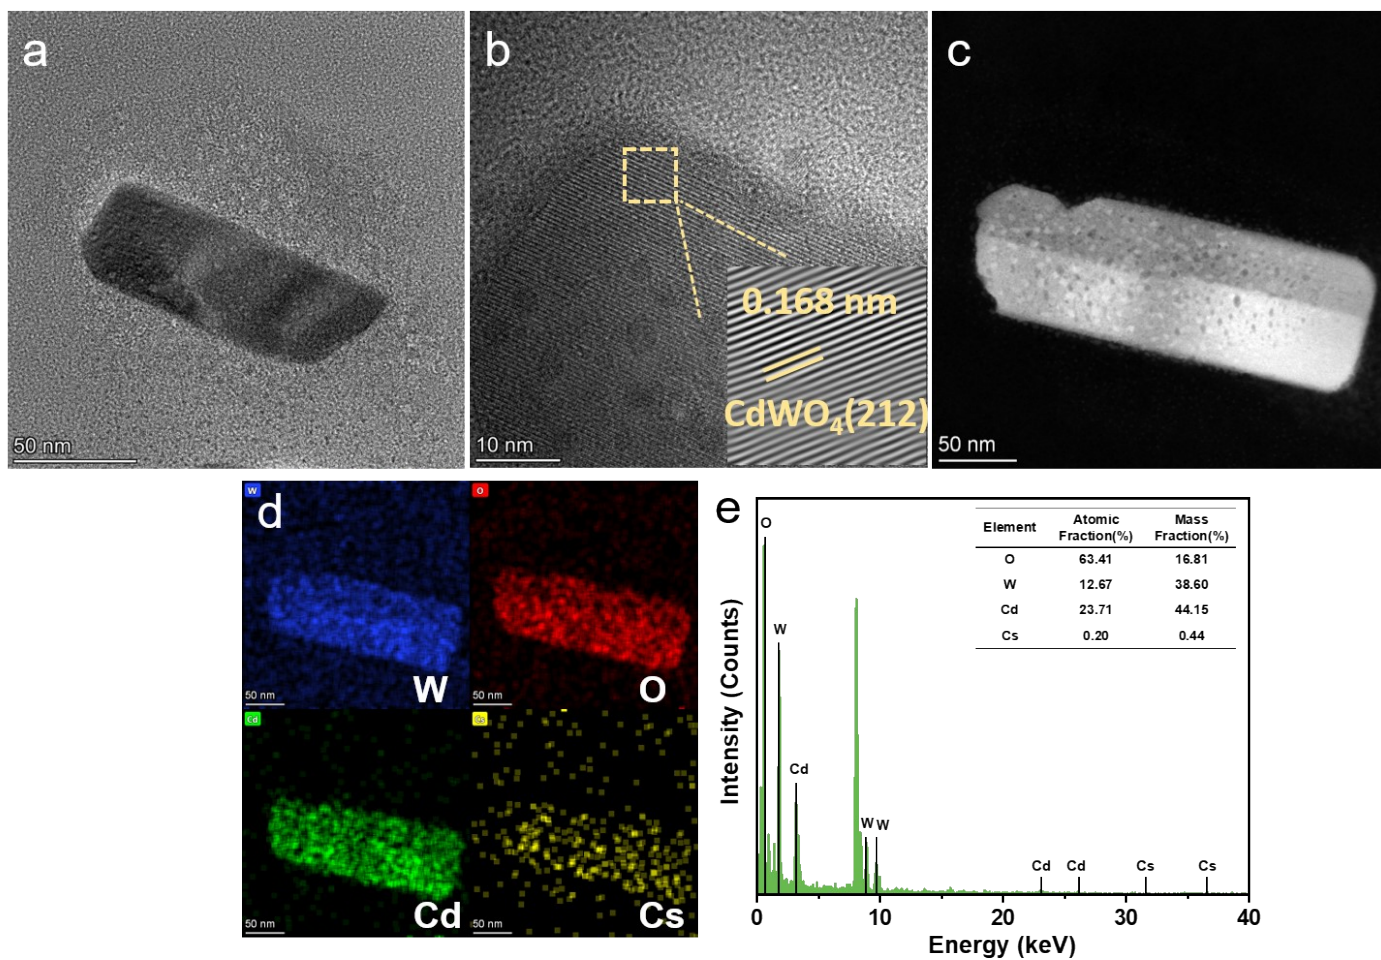 a
50 nm
b
0.168 nm
CdWO₄(212)
10 nm
c
50 nm
W
d
50 nm
W
O
50 nm
O
Cd
50 nm
Cd
Cs
50 nm
Cs
e
Intensity (Counts)
O
W
Cd
W W
Cd Cd Cs Cs
Element Atomic Fraction(%) Mass Fraction(%)
O 63.41 16.81
W 12.67 38.60
Cd 23.71 44.15
Cs 0.20 0.44
0 10 20 30 40
Energy (keV)